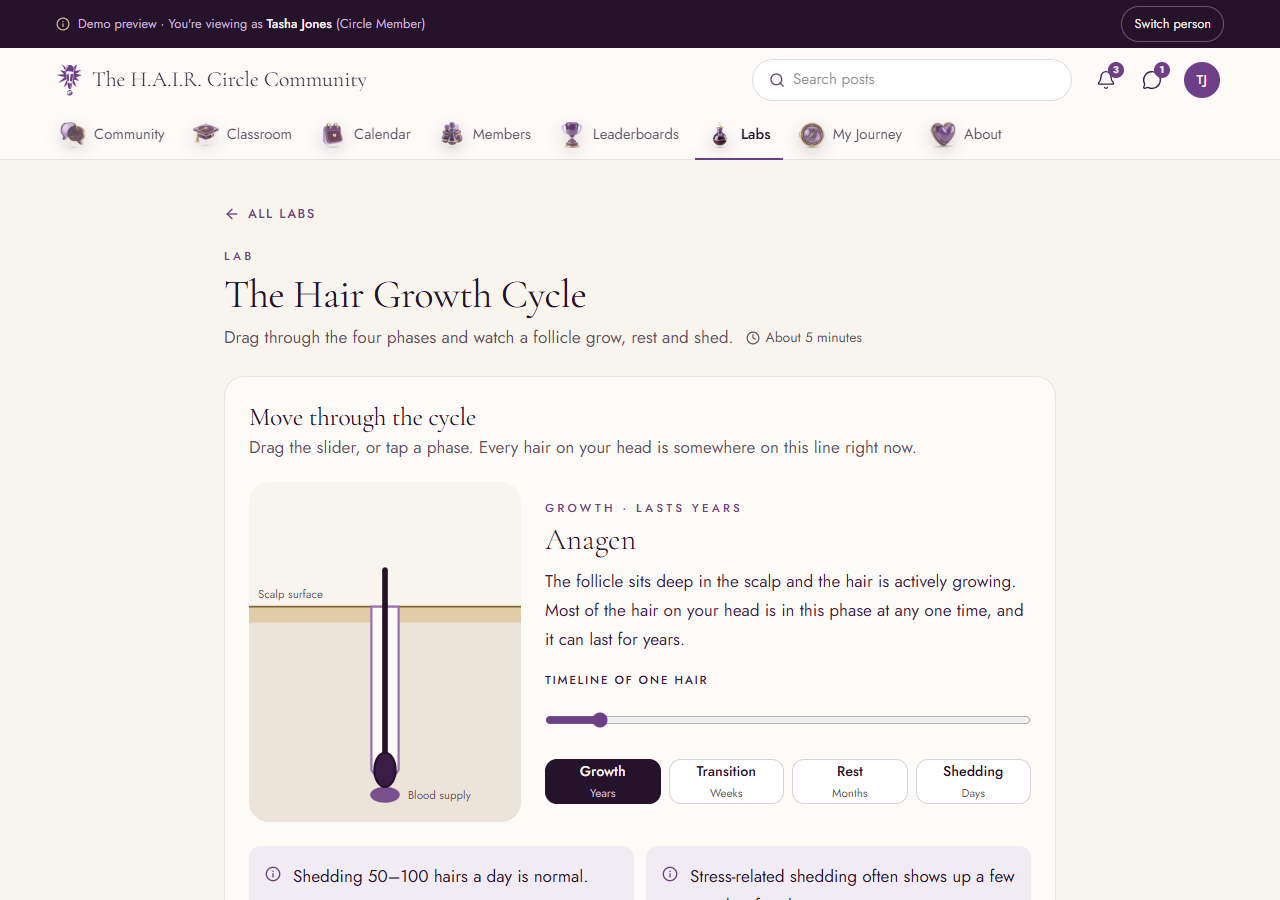 Demo preview · You're viewing as Tasha Jones (Circle Member)
Switch person
The H.A.I.R. Circle Community
Search posts
3
1
TJ
Community
Classroom
Calendar
Members
Leaderboards
Labs
My Journey
About
ALL LABS
LAB
The Hair Growth Cycle
Drag through the four phases and watch a follicle grow, rest and shed.
About 5 minutes
Move through the cycle
Drag the slider, or tap a phase. Every hair on your head is somewhere on this line right now.
Scalp surface
Blood supply
GROWTH · LASTS YEARS
Anagen
The follicle sits deep in the scalp and the hair is actively growing.
Most of the hair on your head is in this phase at any one time, and
it can last for years.
TIMELINE OF ONE HAIR
Growth
Years
Transition
Weeks
Rest
Months
Shedding
Days
Shedding 50–100 hairs a day is normal.
Stress-related shedding often shows up a few